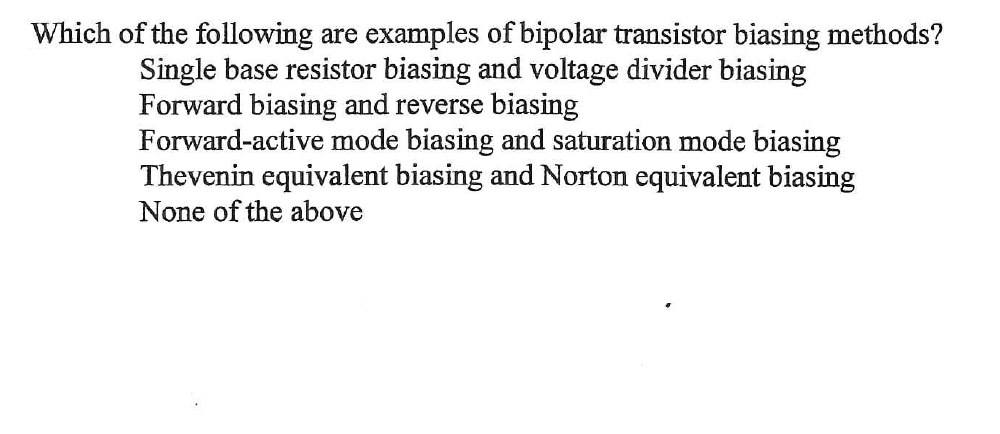 Which of the following are examples of bipolar transistor biasing methods?
Single base resistor biasing and voltage divider biasing
Forward biasing and reverse biasing
Forward-active mode biasing and saturation mode biasing
Thevenin equivalent biasing and Norton equivalent biasing
None of the above